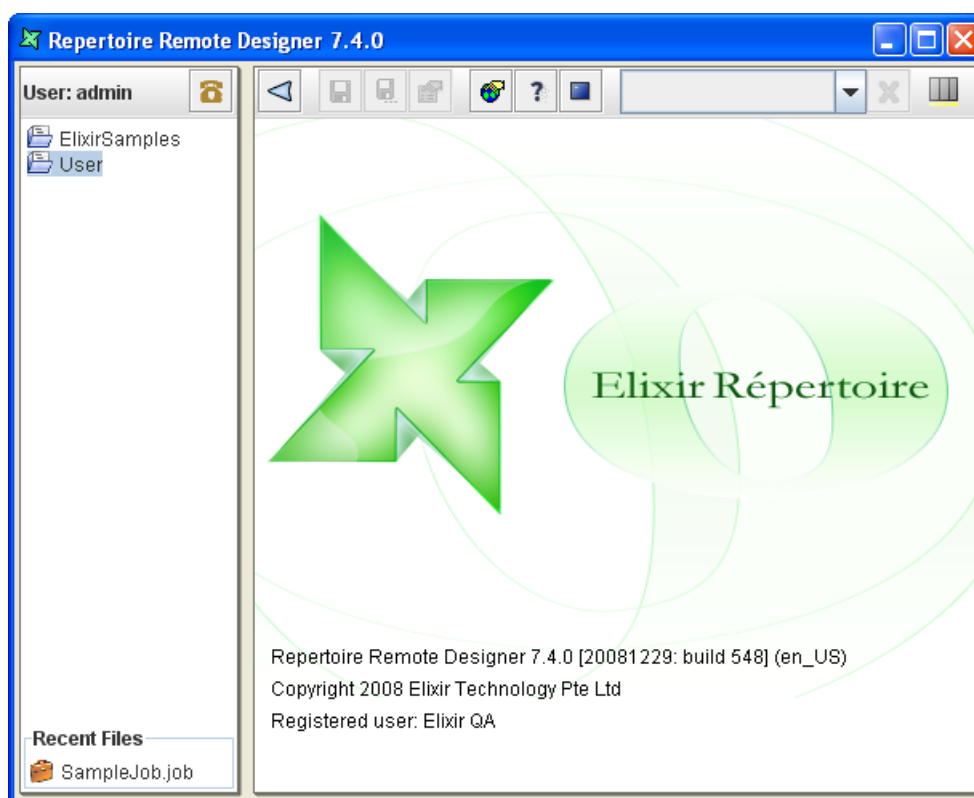 Repertoire Remote Designer 7.4.0
User: admin
ElixirSamples
User
Elixir Répertoire
Repertoire Remote Designer 7.4.0 [20081229: build 548] (en_US)
Copyright 2008 Elixir Technology Pte Ltd
Registered user: Elixir QA
Recent Files
SampleJob.job